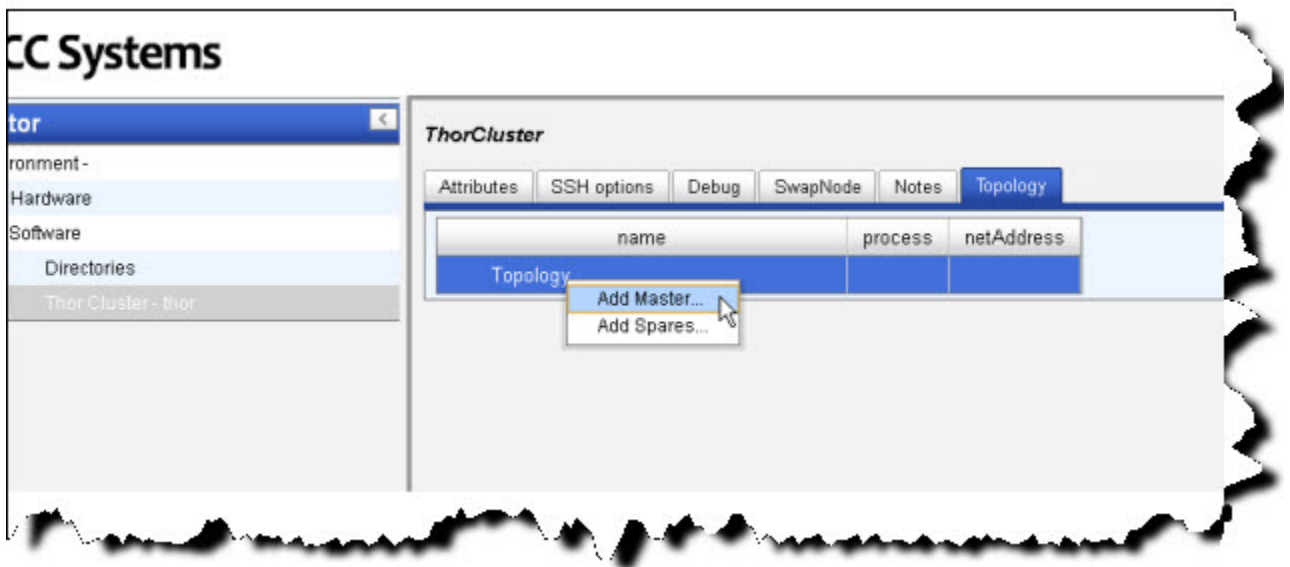 CC Systems
tor
ronment -
Hardware
Software
Directories
Thor Cluster - thor
ThorCluster
Attributes SSH options Debug SwapNode Notes Topology
name process netAddress
Topology
Add Master...
Add Spares...